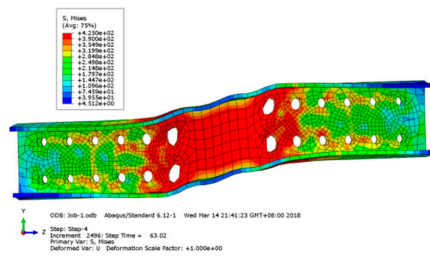 S, Mises
(Avg: 75%)
+4.250e+02
+3.900e+02
+3.549e+02
+3.199e+02
+2.848e+02
+2.498e+02
+2.148e+02
+1.797e+02
+1.447e+02
+1.096e+02
+7.459e+01
+3.955e+01
+4.512e+00
Y
Z
ODB: Job-1.odb Abaqus/Standard 6.12-1 Wed Mar 14 21:41:23 GMT+08:00 2018
Step: Step-4
Increment 2496: Step Time = 63.02
Primary Var: S, Mises
Deformed Var: U Deformation Scale Factor: +1.000e+00